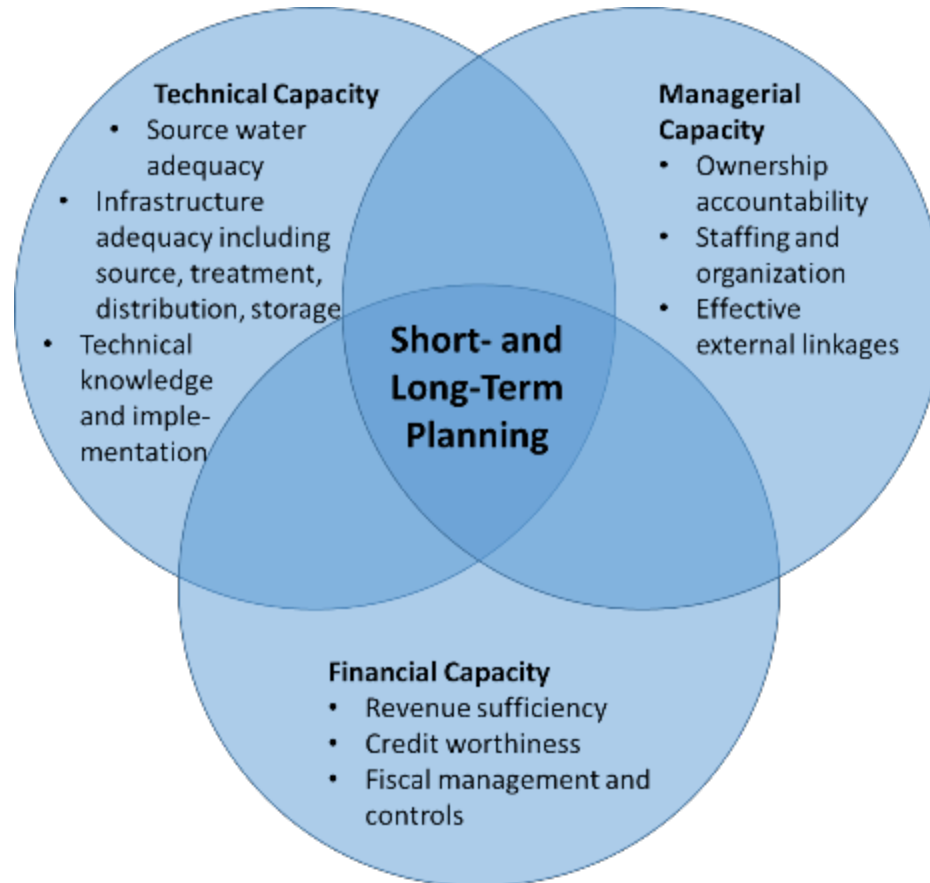 Technical Capacity
• Source water
adequacy
• Infrastructure
adequacy including
source, treatment,
distribution, storage
• Technical
knowledge
and imple-
mentation
Managerial
Capacity
• Ownership
accountability
• Staffing and
organization
• Effective
external linkages
Short- and
Long-Term
Planning
Financial Capacity
• Revenue sufficiency
• Credit worthiness
• Fiscal management and
controls